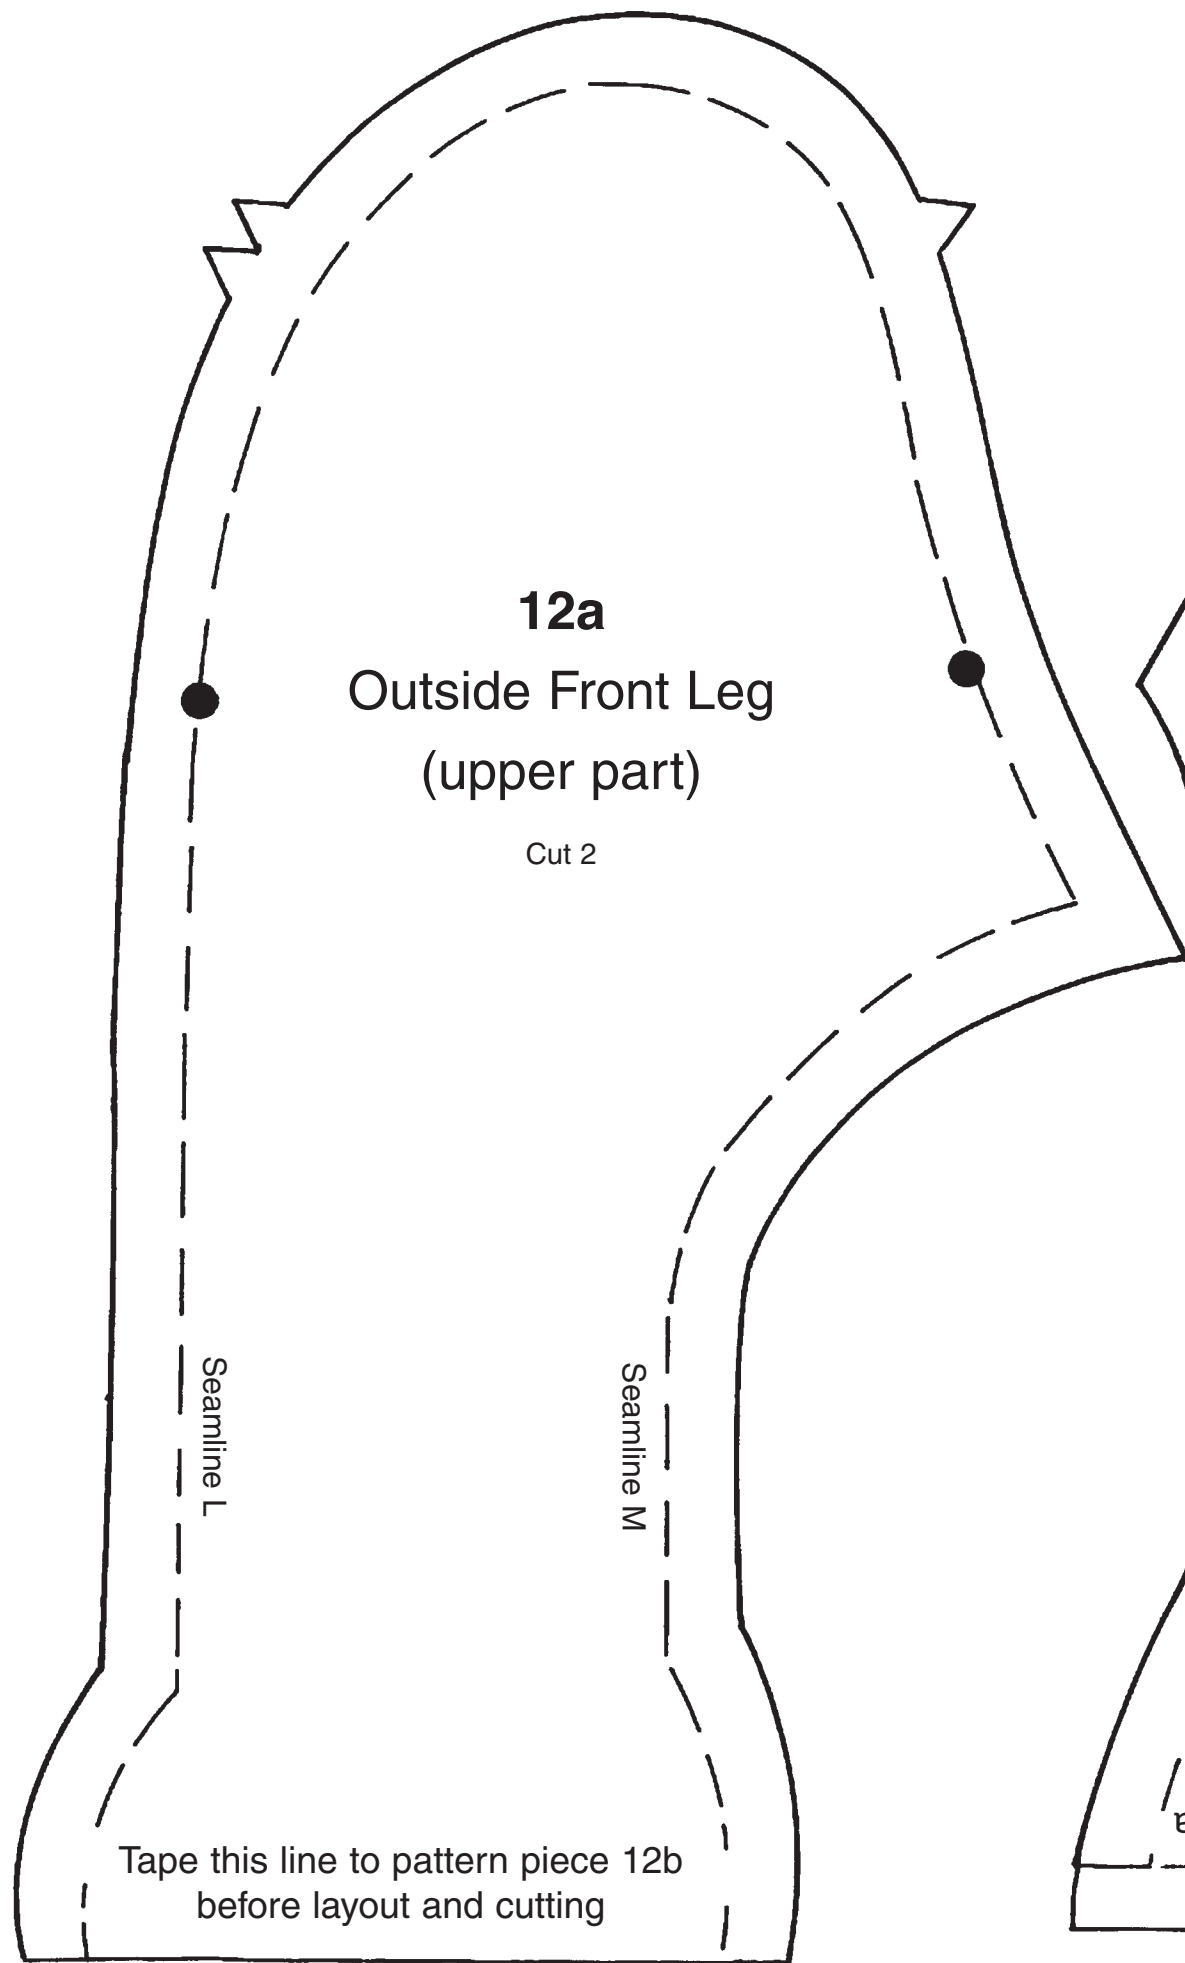 12a
Outside Front Leg
(upper part)
Cut 2
Seamline L
Seamline M
Tape this line to pattern piece 12b
before layout and cutting